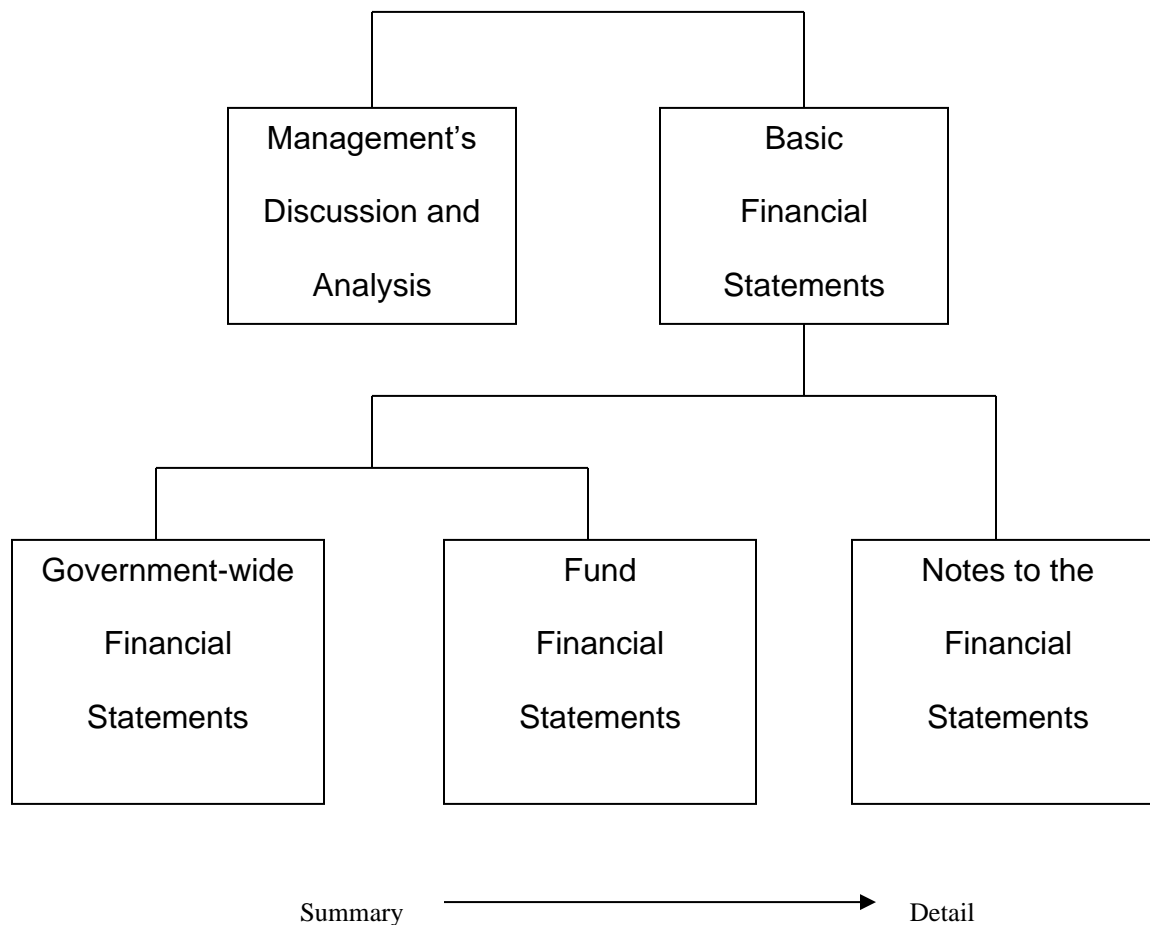 Management’s
Discussion and
Analysis
Basic
Financial
Statements
Government-wide
Financial
Statements
Fund
Financial
Statements
Notes to the
Financial
Statements
Summary
Detail